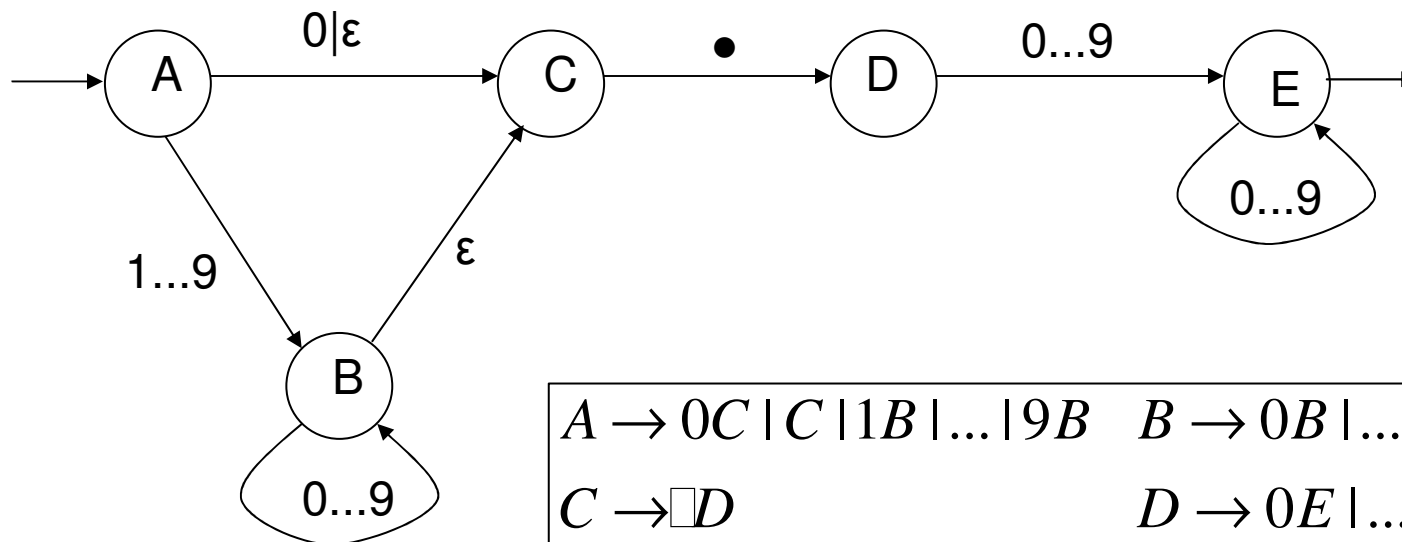 0|ε
●
0...9
A
C
D
E
0...9
1...9
ε
B
0...9
A → 0C | C | 1B | ... | 9B B → 0B | ...
C → □D D → 0E | ...